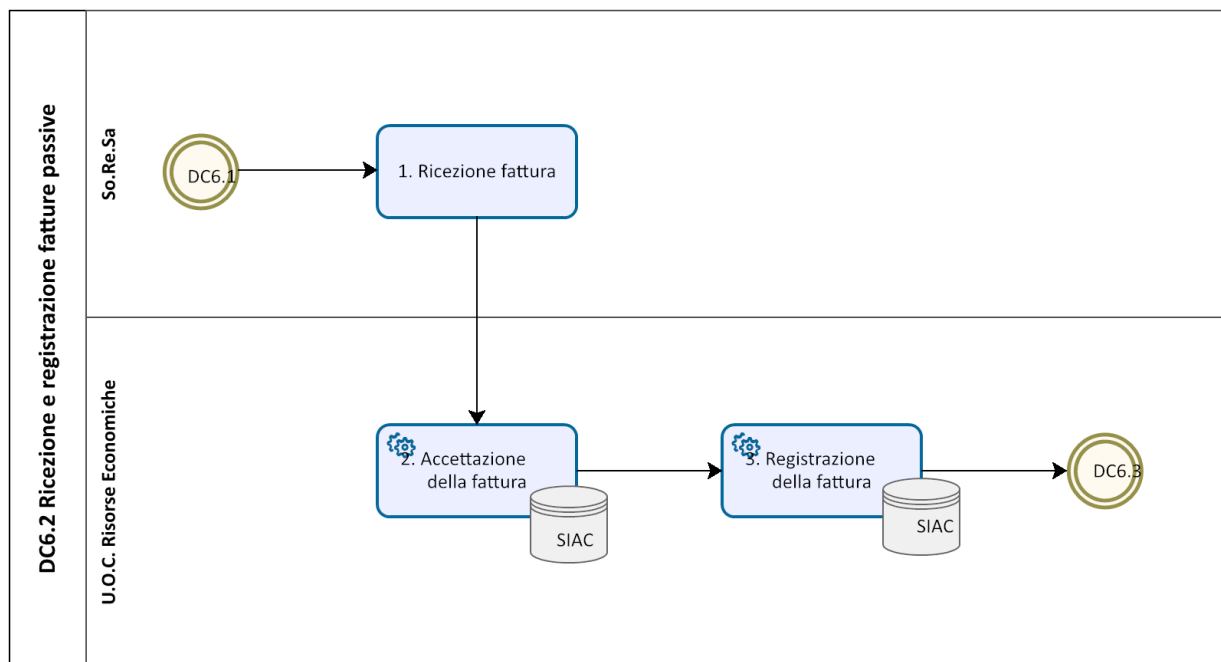 DC6.2 Ricezione e registrazione fatture passive
So.Re.Sa
DC6.1
1. Ricezione fattura
U.O.C. Risorse Economiche
2. Accettazione
della fattura
SIAC
3. Registrazione
della fattura
SIAC
DC6.3